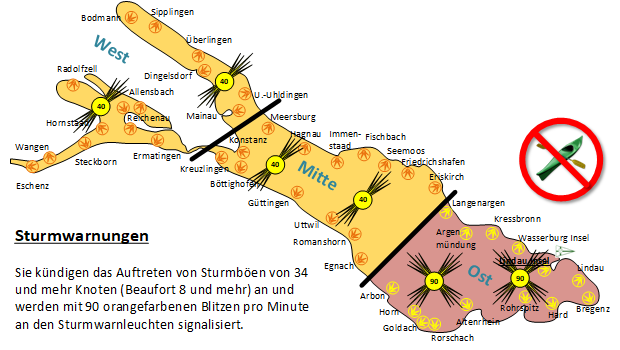 Bodmann
Sipplingen
Überlingen
West
Radolfzell
Dingelsdorf
40
Allensbach
U.-Uhldingen
40
Mainau
Meersburg
Hornstaad
Reichenau
Hagnau
Immen-
staad
Fischbach
Wangen
Konstanz
Seemoos
Steckborn
Ermatingen
Kreuzlingen
40
Friedrichshafen
Eschenz
Böttighofen
Mitte
Eriskirch
Güttingen
40
Langenargen
Kressbronn
Uttwil
Argen
mündung
Wasserburg Insel
Romanshorn
Lindau Insel
Egnach
Ost
Lindau
90
90
Arbon
Rohrspitz
Bregenz
Horn
Hard
Goldach
Altenrhein
Rorschach
Sturmwarnungen
Sie kündigen das Auftreten von Sturmböen von 34
und mehr Knoten (Beaufort 8 und mehr) an und
werden mit 90 orangefarbenen Blitzen pro Minute
an den Sturmwarnleuchten signalisiert.